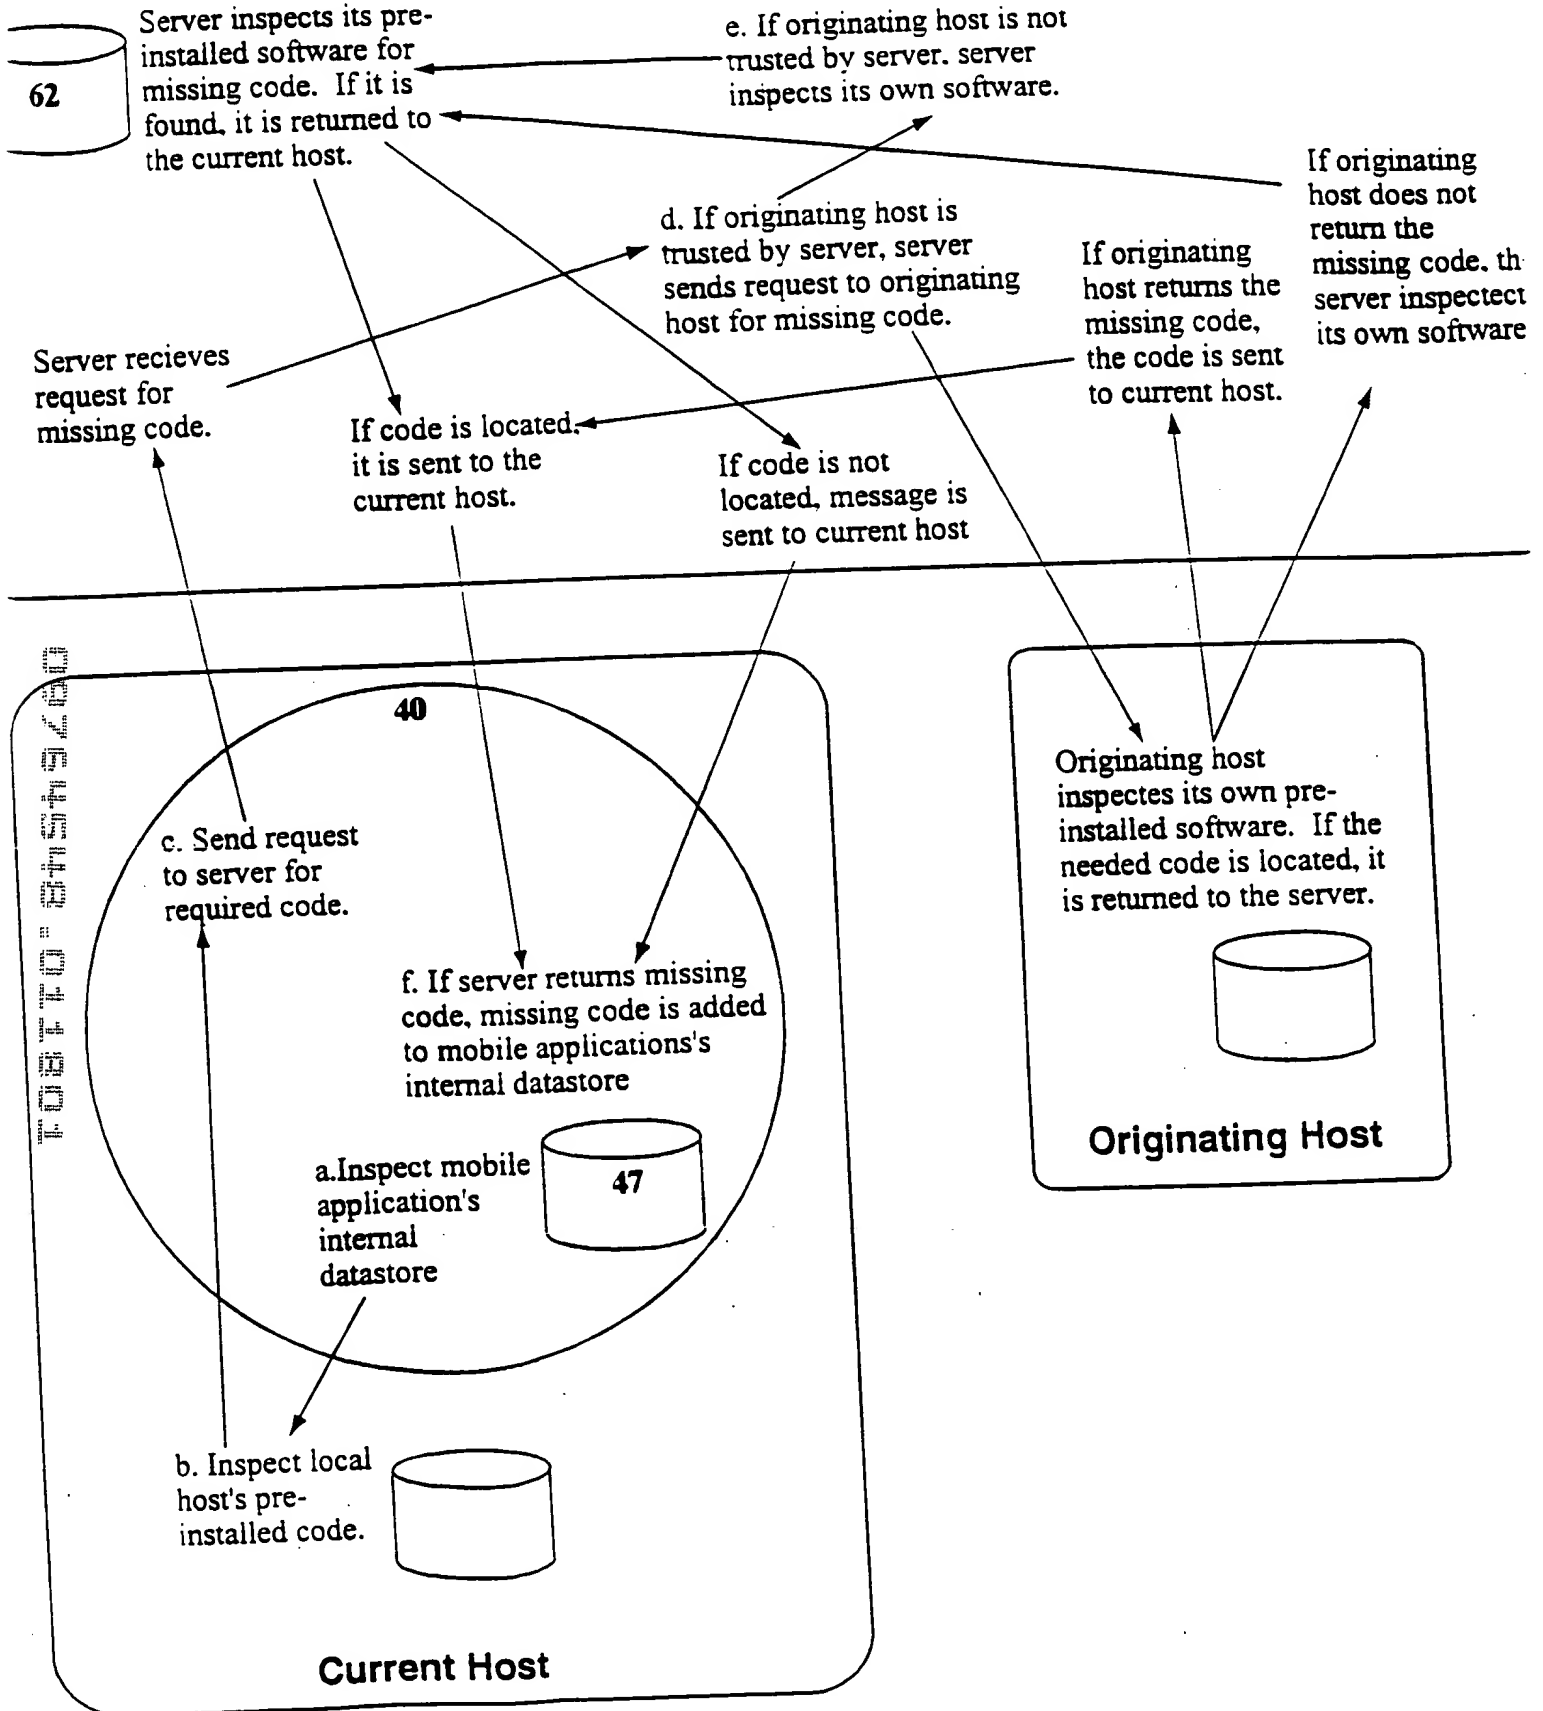 Server inspects its pre-
installed software for
missing code. If it is
found, it is returned to
the current host.
62
e. If originating host is not
trusted by server. server
inspects its own software.
If originating
host does not
return the
missing code. th
server inspectect
its own software
d. If originating host is
trusted by server, server
sends request to originating
host for missing code.
If originating
host returns the
missing code,
the code is sent
to current host.
Server recieves
request for
missing code.
If code is located,
it is sent to the
current host.
If code is not
located, message is
sent to current host
40
c. Send request
to server for
required code.
f. If server returns missing
code, missing code is added
to mobile applications's
internal datastore
a.Inspect mobile
application's
internal
datastore
47
b. Inspect local
host's pre-
installed code.
Current Host
Originating host
inspectes its own pre-
installed software. If the
needed code is located, it
is returned to the server.
Originating Host
09764548 . 011801